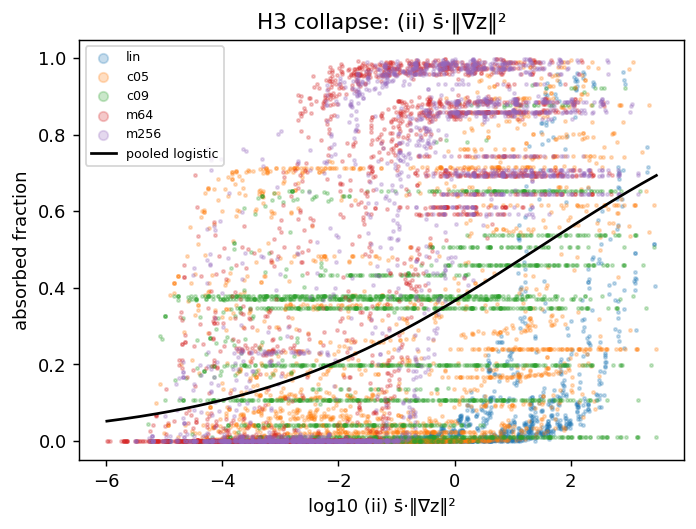 H3 collapse: (ii) s̄·‖∇z‖²
lin
c05
c09
m64
m256
pooled logistic
absorbed fraction
1.0
0.8
0.6
0.4
0.2
0.0
−6
−4
−2
0
2
log10 (ii) s̄·‖∇z‖²